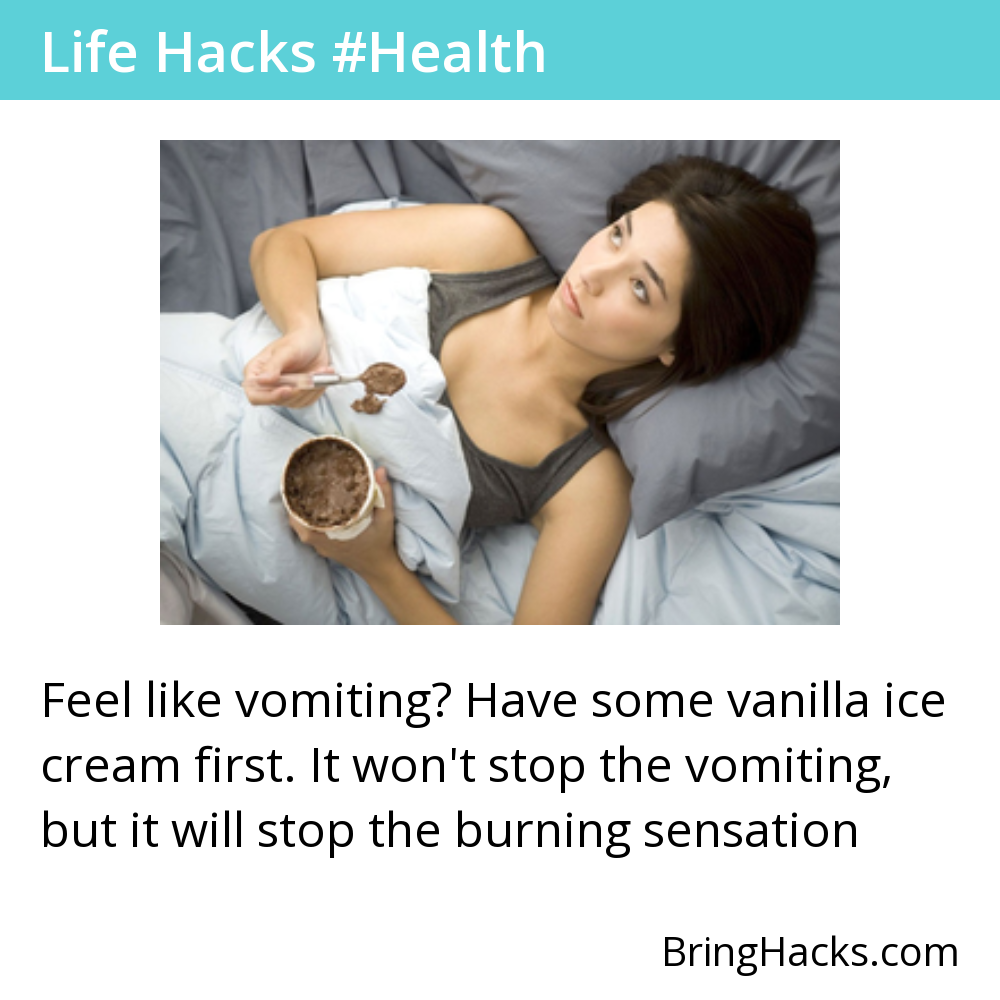 Life Hacks #Health
Feel like vomiting? Have some vanilla ice
cream first. It won't stop the vomiting,
but it will stop the burning sensation
BringHacks.com